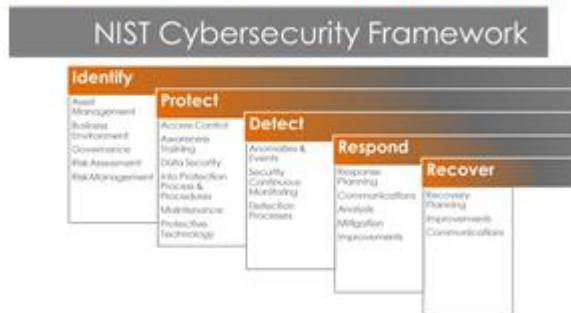 NIST Cybersecurity Framework
Identify
Asset
Management
Business
Environment
Governance
Risk Assessment
Risk Management
Protect
Access Control
Awareness
Training
Data Security
Info Protection
Process &
Procedures
Maintenance
Protective
Technology
Detect
Anomalies &
Events
Security
Continuous
Monitoring
Detection
Processes
Respond
Response
Planning
Communications
Analysis
Mitigation
Improvements
Recover
Recovery
Planning
Improvements
Communications